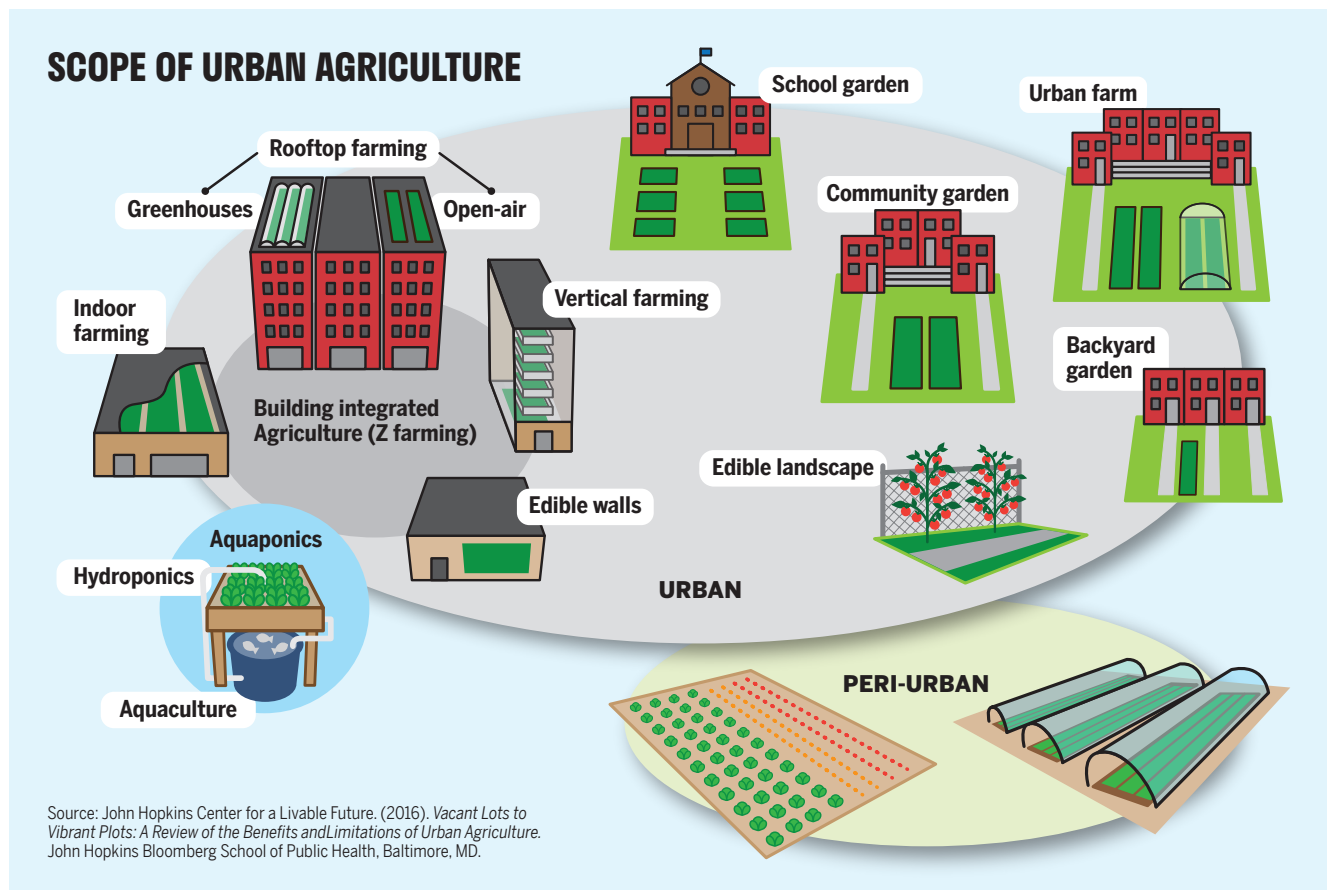 SCOPE OF URBAN AGRICULTURE
School garden
Urban farm
Rooftop farming
Greenhouses
Open-air
Community garden
Indoor
farming
Vertical farming
Backyard
garden
Building integrated
Agriculture (Z farming)
Edible landscape
Edible walls
Aquaponics
Hydroponics
URBAN
Aquaculture
PERI-URBAN
Source: John Hopkins Center for a Livable Future. (2016). Vacant Lots to
Vibrant Plots: A Review of the Benefits andLimitations of Urban Agriculture.
John Hopkins Bloomberg School of Public Health, Baltimore, MD.